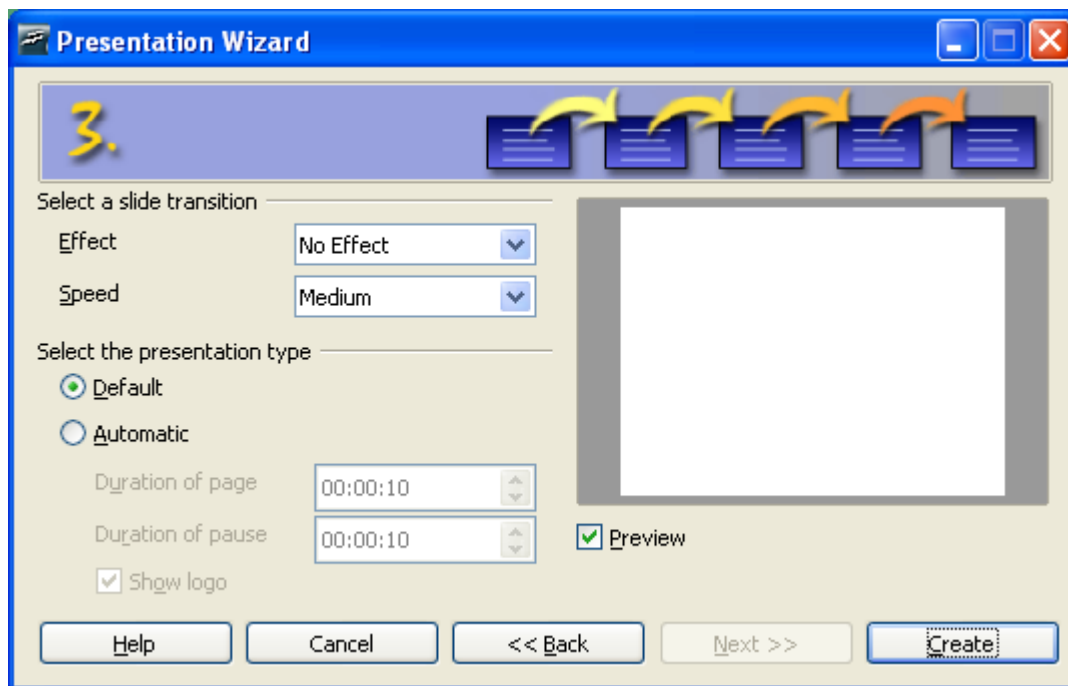 Presentation Wizard
3.
Select a slide transition
Effect No Effect
Speed Medium
Select the presentation type
Default
Automatic
Duration of page 00:00:10
Duration of pause 00:00:10
Show logo
Preview
Help Cancel << Back Next >> Create